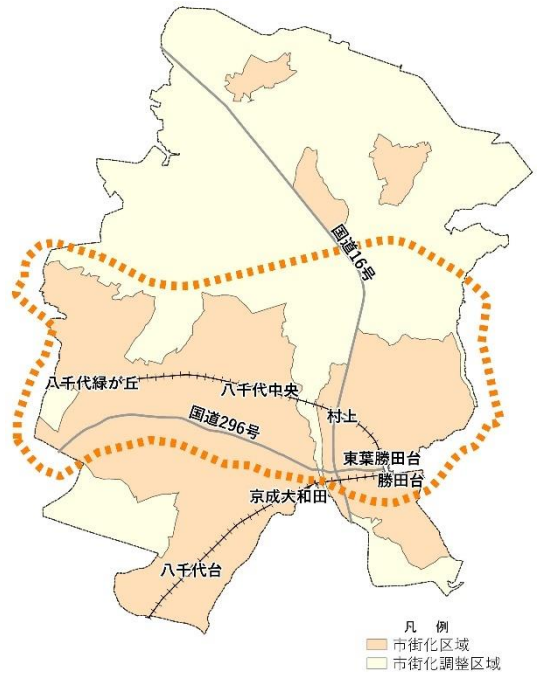 国道16号
八千代緑が丘
八千代中央
村上
国道296号
東葉勝田台
勝田台
京成大和田
八千代台
凡 例
市街化区域
市街化調整区域